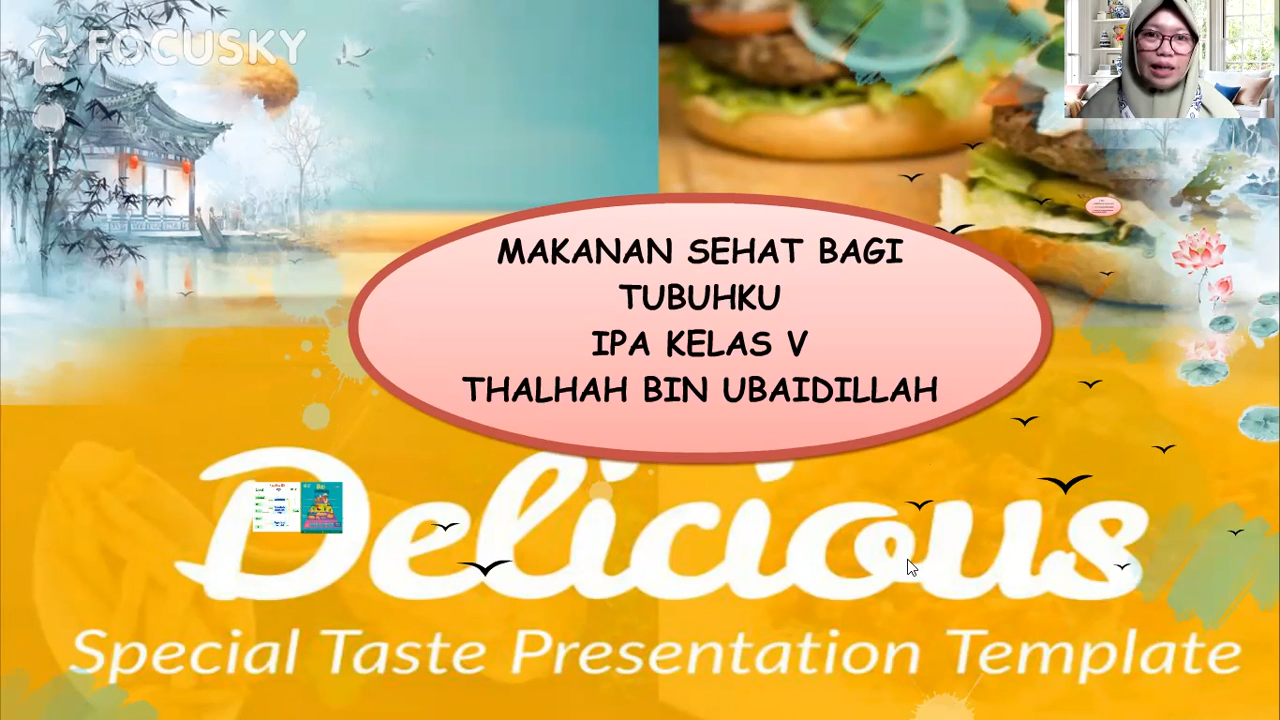 FOCUSKY
MAKANAN SEHAT BAGI
TUBUHKU
IPA KELAS V
THALHAH BIN UBAIDILLAH
Delicious
Special Taste Presentation Template